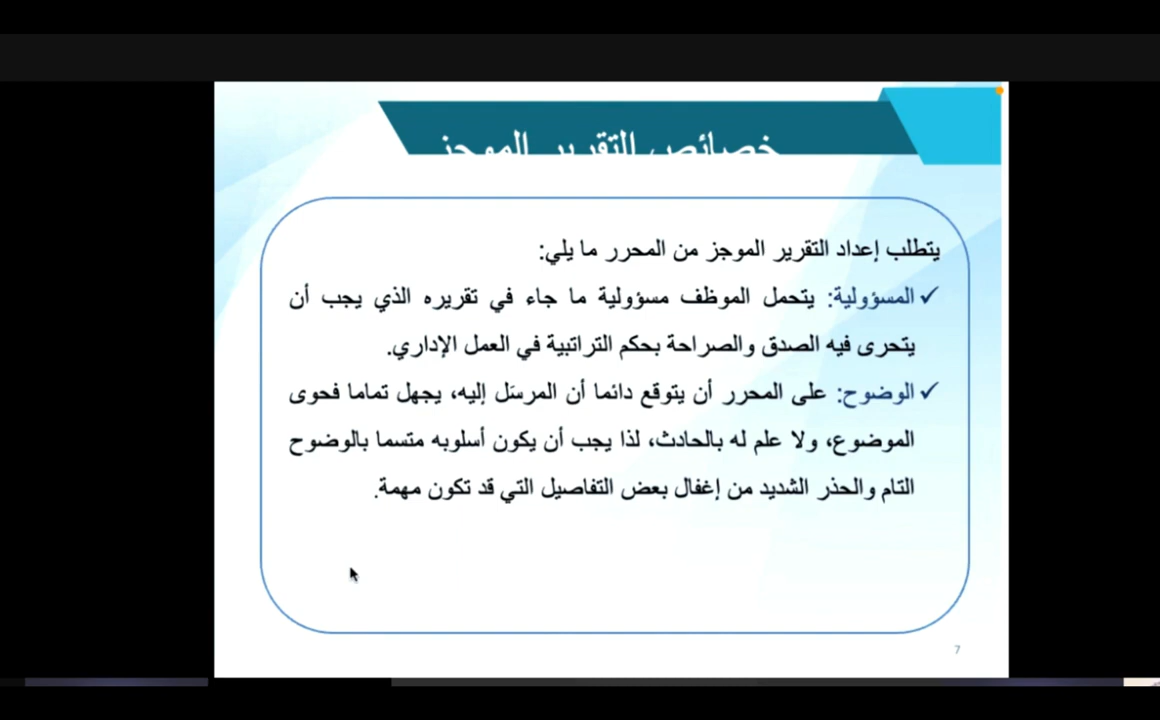 خصائص التقرير الموجز
يتطلب إعداد التقرير الموجز من المحرر ما يلي:
✓ المسؤولية: يتحمل الموظف مسؤولية ما جاء في تقريره الذي يجب أن
يتحرى فيه الصدق والصراحة بحكم التراتبية في العمل الإداري.
✓ الوضوح: على المحرر أن يتوقع دائما أن المرسَل إليه، يجهل تماما فحوى
الموضوع، ولا علم له بالحادث، لذا يجب أن يكون أسلوبه متسما بالوضوح
التام والحذر الشديد من إغفال بعض التفاصيل التي قد تكون مهمة.
7